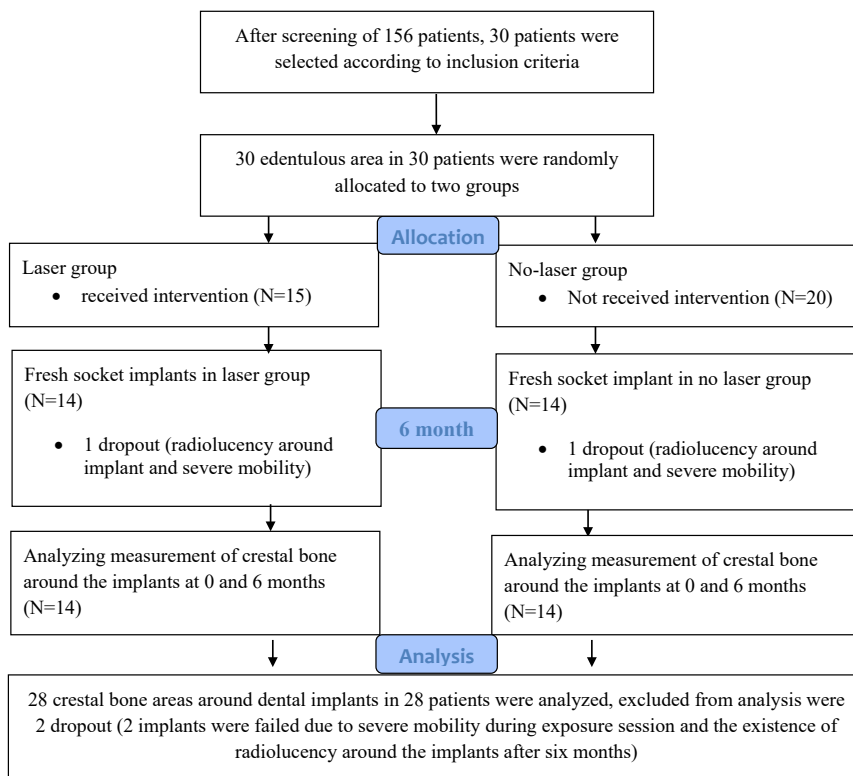 After screening of 156 patients, 30 patients were
selected according to inclusion criteria
30 edentulous area in 30 patients were randomly
allocated to two groups
Allocation
Laser group
• received intervention (N=15)
No-laser group
• Not received intervention (N=20)
Fresh socket implants in laser group
(N=14)
• 1 dropout (radiolucency around
implant and severe mobility)
6 month
Fresh socket implant in no laser group
(N=14)
• 1 dropout (radiolucency around
implant and severe mobility)
Analyzing measurement of crestal bone
around the implants at 0 and 6 months
(N=14)
Analyzing measurement of crestal bone
around the implants at 0 and 6 months
(N=14)
Analysis
28 crestal bone areas around dental implants in 28 patients were analyzed, excluded from analysis were
2 dropout (2 implants were failed due to severe mobility during exposure session and the existence of
radiolucency around the implants after six months)